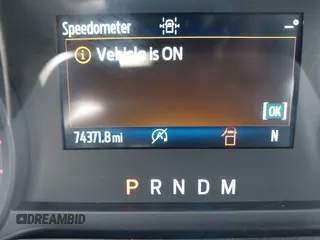 Speedometer
--°
Vehicle is ON
[OK]
74371.8 mi
N
P R N D M
DREAMBID